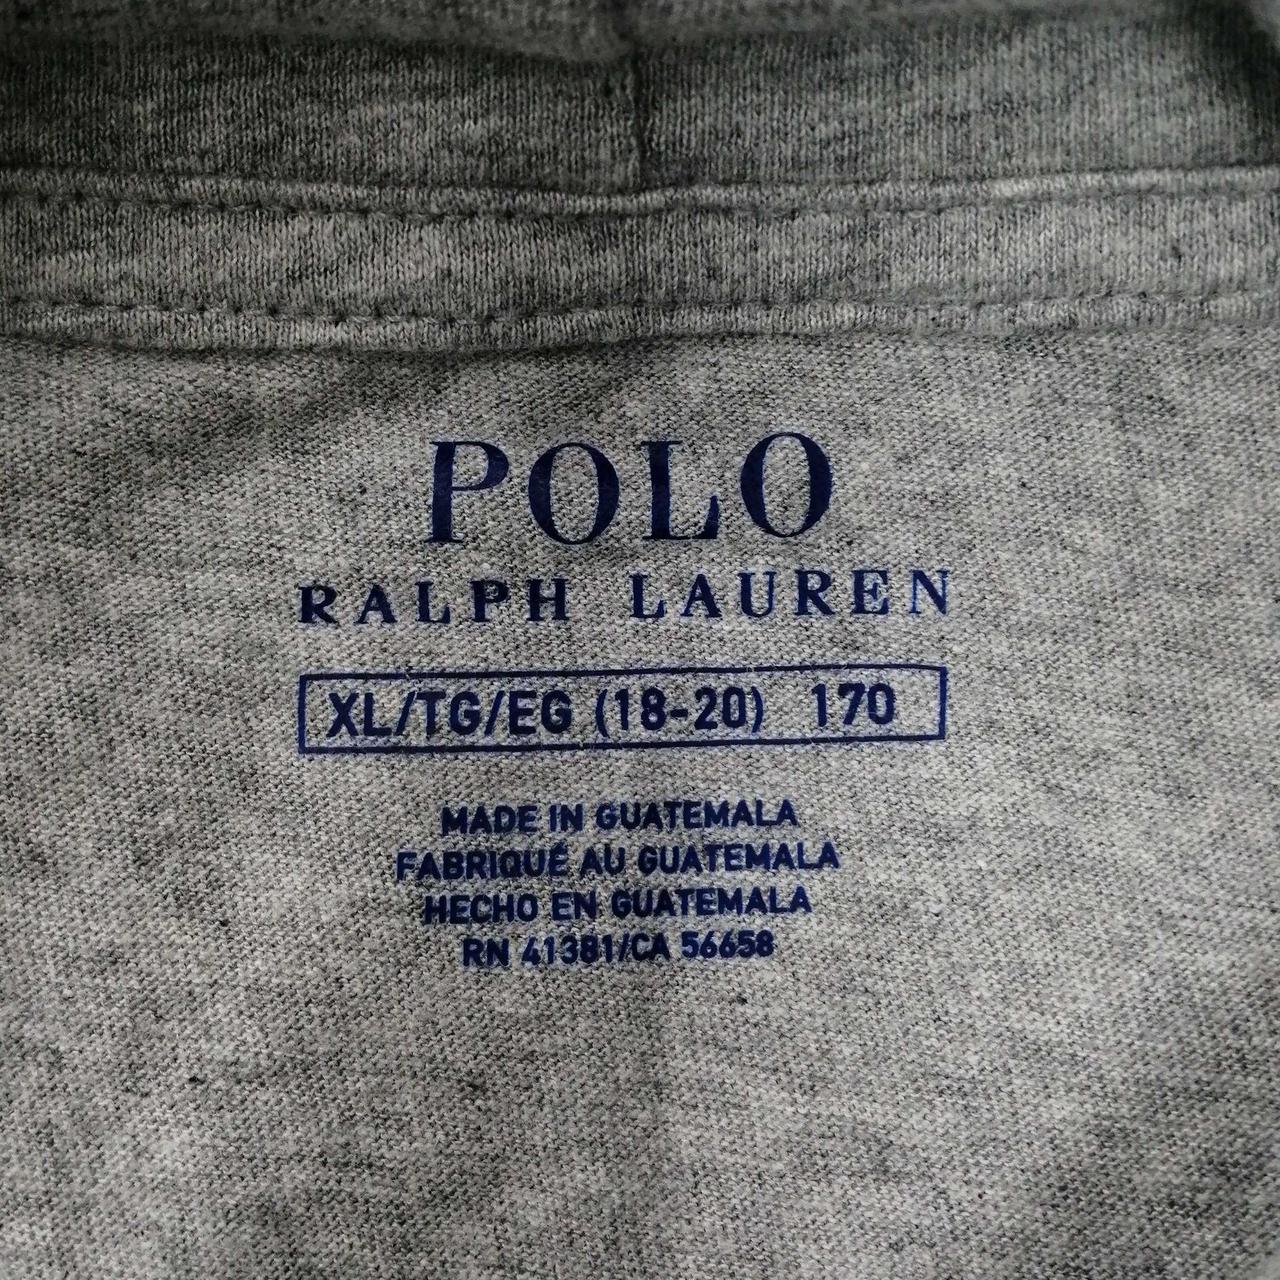 POLO
RALPH LAUREN
XL/TG/EG (18-20) 170
MADE IN GUATEMALA
FABRIQUÉ AU GUATEMALA
HECHO EN GUATEMALA
RN 41381/CA 56658